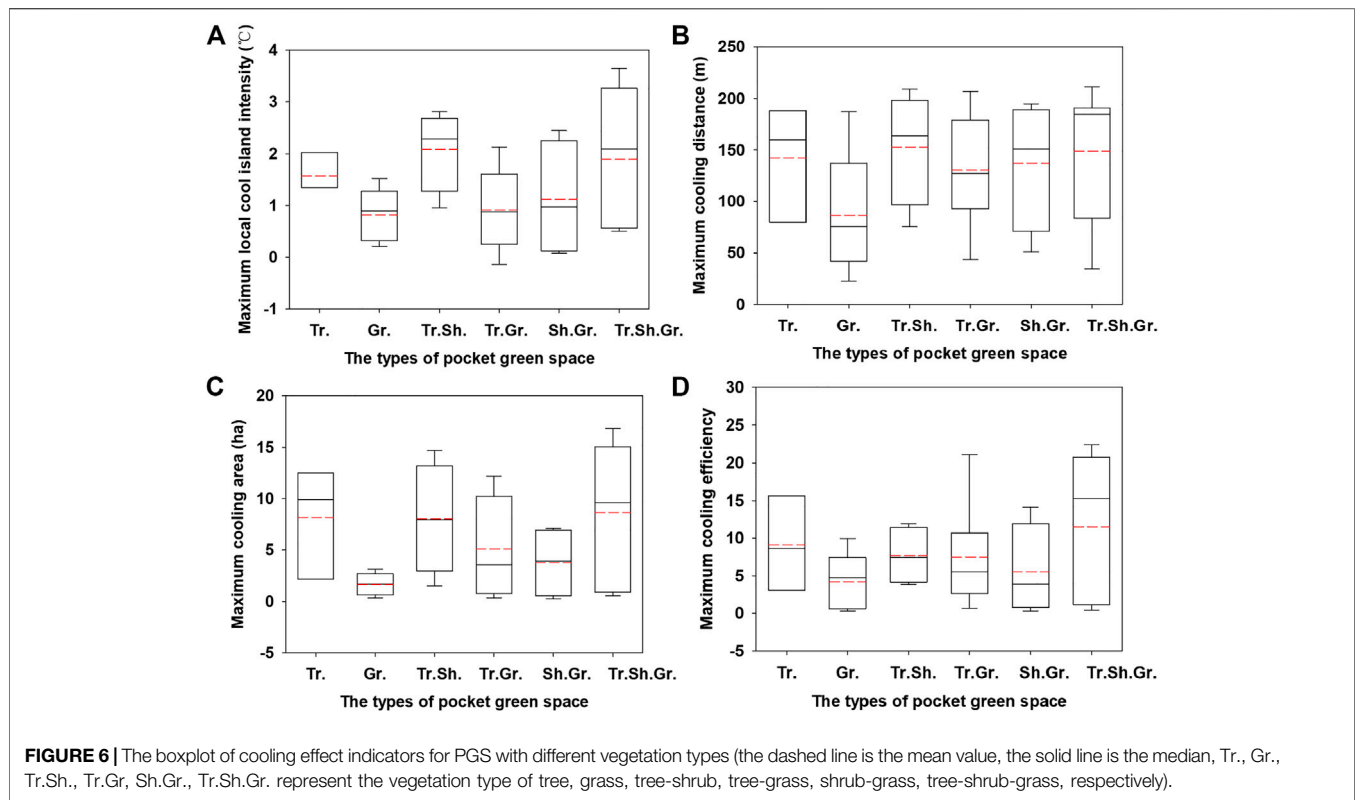 A
Maximum local cool island intensity (℃)
4
3
2
1
0
-1
Tr. Gr. Tr.Sh. Tr.Gr. Sh.Gr. Tr.Sh.Gr.
The types of pocket green space
B
Maximum cooling distance (m)
250
200
150
100
50
0
Tr. Gr. Tr.Sh. Tr.Gr. Sh.Gr. Tr.Sh.Gr.
The types of pocket green space
C
Maximum cooling area (ha)
20
15
10
5
0
-5
Tr. Gr. Tr.Sh. Tr.Gr. Sh.Gr. Tr.Sh.Gr.
The types of pocket green space
D
Maximum cooling efficiency
30
25
20
15
10
5
0
-5
Tr. Gr. Tr.Sh. Tr.Gr. Sh.Gr. Tr.Sh.Gr.
The types of pocket green space
FIGURE 6 | The boxplot of cooling effect indicators for PGS with different vegetation types (the dashed line is the mean value, the solid line is the median, Tr., Gr.,
Tr.Sh., Tr.Gr, Sh.Gr., Tr.Sh.Gr. represent the vegetation type of tree, grass, tree-shrub, tree-grass, shrub-grass, tree-shrub-grass, respectively).